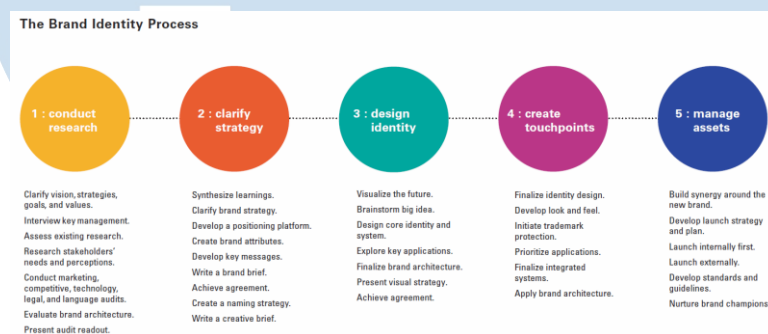 The Brand Identity Process
1 : conduct
research
2 : clarify
strategy
3 : design
identity
4 : create
touchpoints
5 : manage
assets
Clarify vision, strategies,
goals, and values.
Interview key management.
Assess existing research.
Research stakeholders'
needs and perceptions.
Conduct marketing,
competitive, technology,
legal, and language audits.
Evaluate brand architecture.
Present audit readout.
Synthesize learnings.
Clarify brand strategy.
Develop a positioning platform.
Create brand attributes.
Develop key messages.
Write a brand brief.
Achieve agreement.
Create a naming strategy.
Write a creative brief.
Visualize the future.
Brainstorm big idea.
Design core identity and
system.
Explore key applications.
Finalize brand architecture.
Present visual strategy.
Achieve agreement.
Finalize identity design.
Develop look and feel.
Initiate trademark
protection.
Prioritize applications.
Finalize integrated
systems.
Apply brand architecture.
Build synergy around the
new brand.
Develop launch strategy
and plan.
Launch internally first.
Launch externally.
Develop standards and
guidelines.
Nurture brand champions